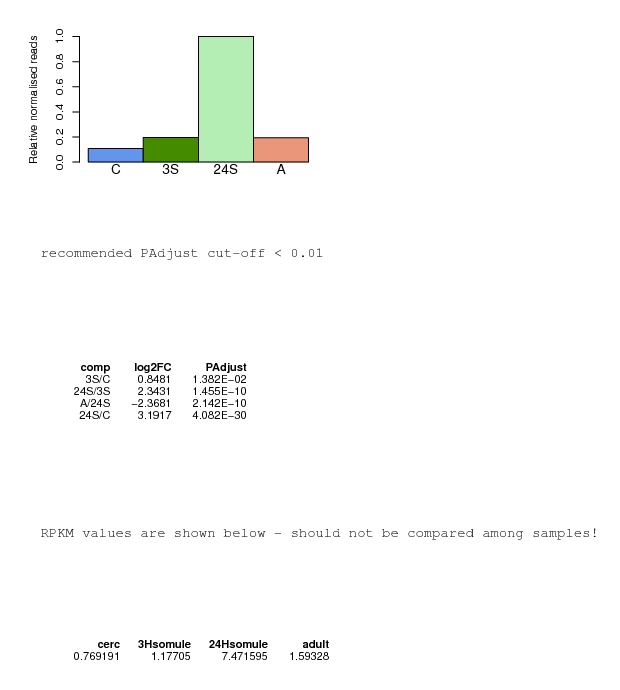 Relative normalised reads
1.0
0.8
0.6
0.4
0.2
0.0
C 3S 24S A
recommended PAdjust cut-off < 0.01
comp log2FC PAdjust
3S/C 0.8481 1.382E−02
24S/3S 2.3431 1.455E−10
A/24S −2.3681 2.142E−10
24S/C 3.1917 4.082E−30
RPKM values are shown below - should not be compared among samples!
cerc 3Hsomule 24Hsomule adult
0.769191 1.17705 7.471595 1.59328